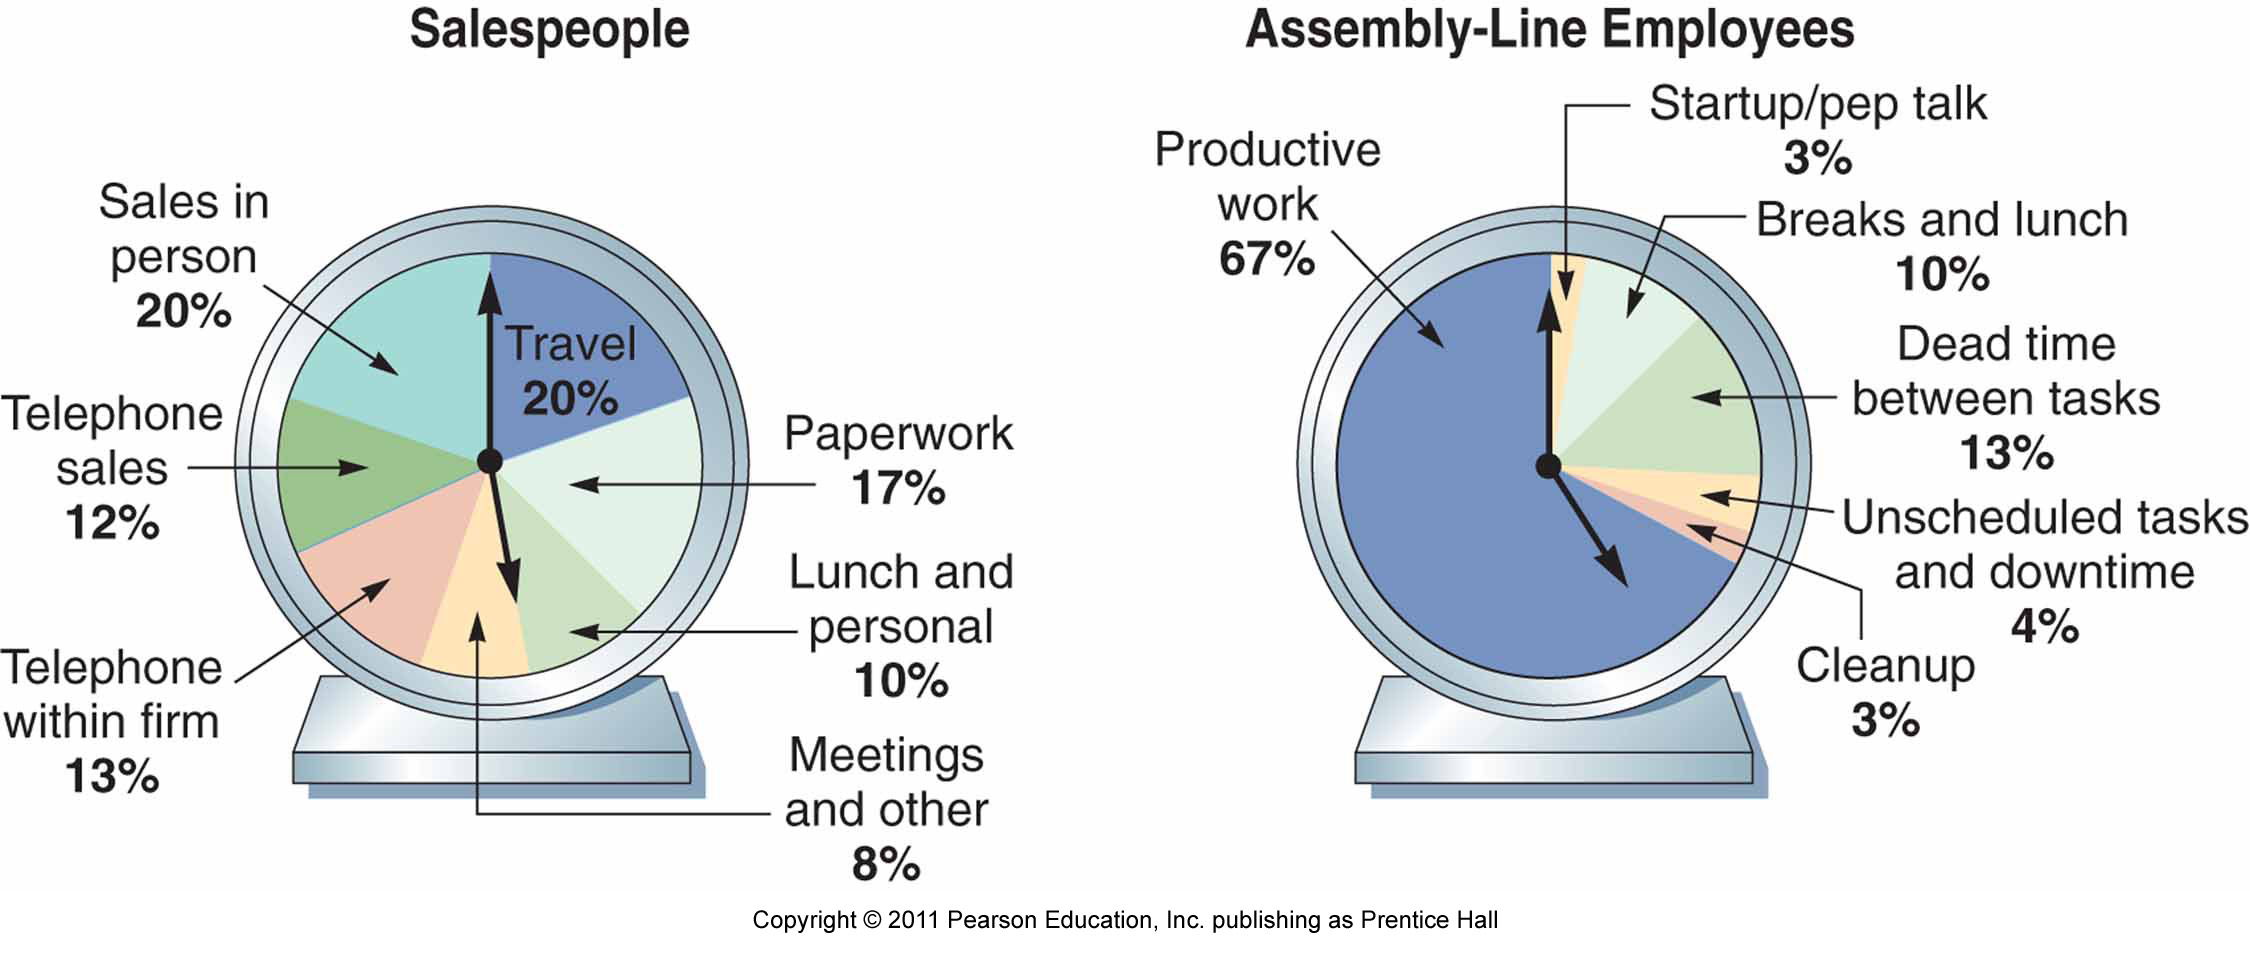 Salespeople
Sales in
person
20%
Travel
20%
Telephone
sales
12%
Paperwork
17%
Lunch and
personal
10%
Telephone
within firm
13%
Meetings
and other
8%
Assembly-Line Employees
Startup/pep talk
3%
Productive
work
67%
Breaks and lunch
10%
Dead time
between tasks
13%
Unscheduled tasks
and downtime
4%
Cleanup
3%
Copyright © 2011 Pearson Education, Inc. publishing as Prentice Hall